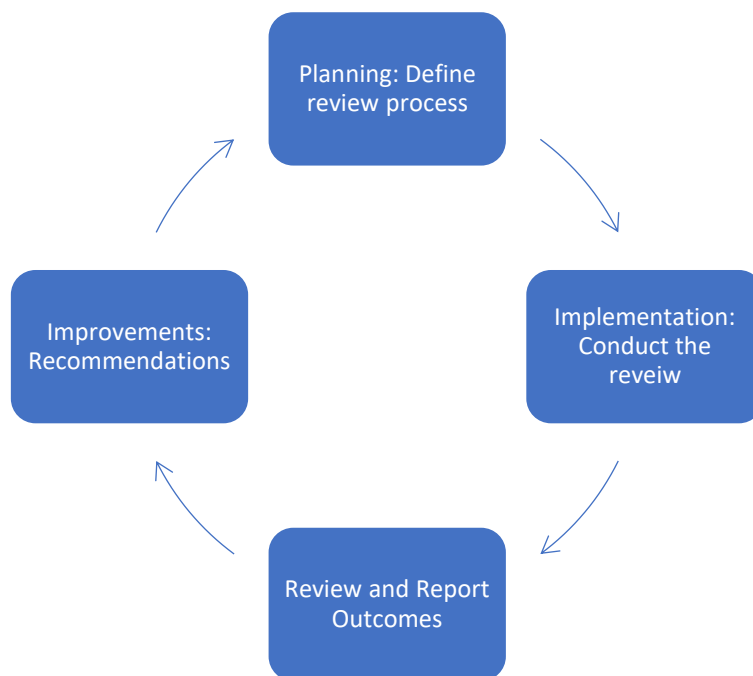 Planning: Define
review process
Implementation:
Conduct the
reveiw
Review and Report
Outcomes
Improvements:
Recommendations